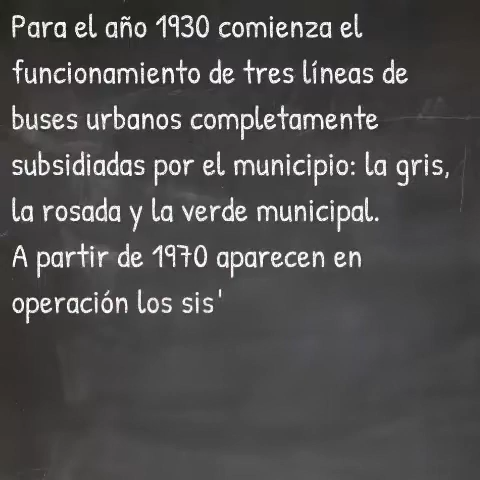 Para el año 1930 comienza el
funcionamiento de tres líneas de
buses urbanos completamente
subsidiadas por el municipio: la gris,
la rosada y la verde municipal.
A partir de 1970 aparecen en
operación los sis'